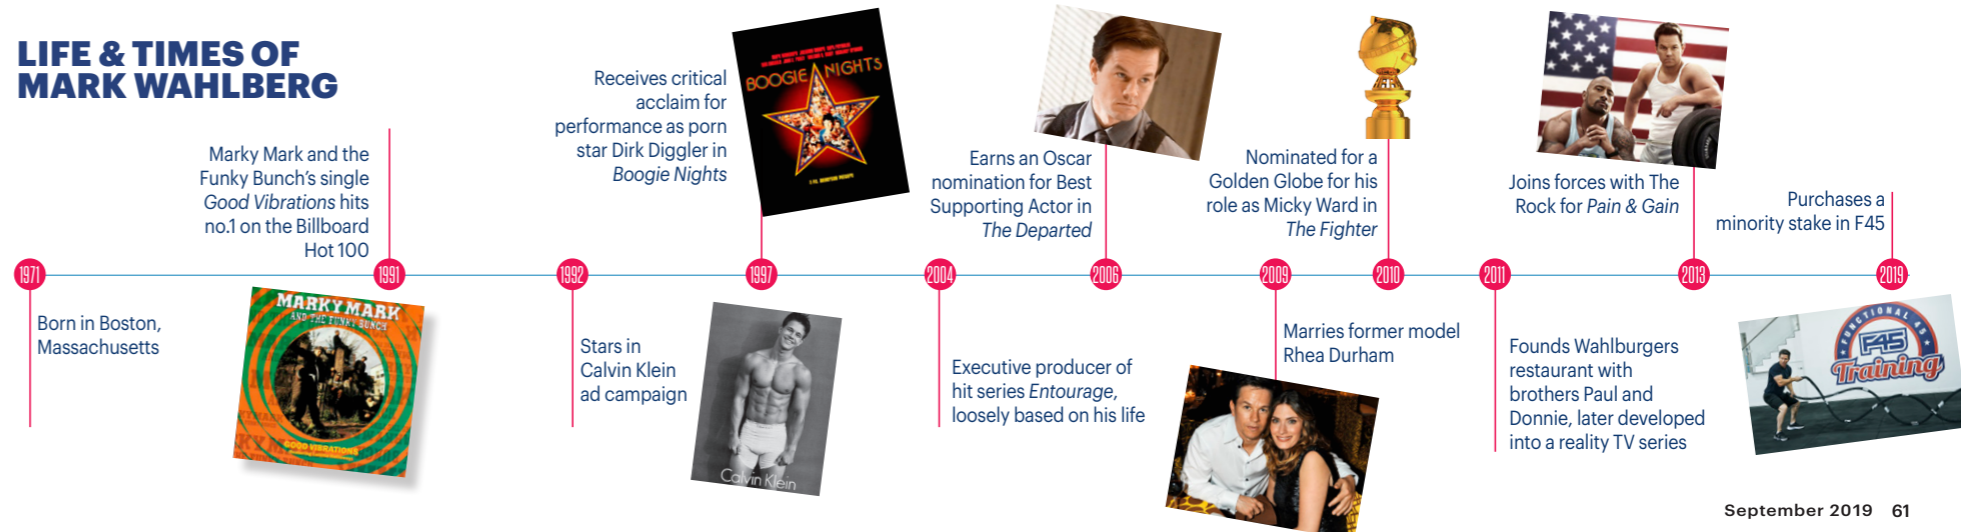 LIFE & TIMES OF
MARK WAHLBERG
1971
Born in Boston,
Massachusetts
Marky Mark and the
Funky Bunch’s single
Good Vibrations hits
no.1 on the Billboard
Hot 100
1991
MARKY MARK
AND THE FUNKY BUNCH
GOOD VIBRATIONS
1992
Stars in
Calvin Klein
ad campaign
Calvin Klein
Receives critical
acclaim for
performance as porn
star Dirk Diggler in
Boogie Nights
BOOGIE NIGHTS
1997
2004
Executive producer of
hit series Entourage,
loosely based on his life
Earns an Oscar
nomination for Best
Supporting Actor in
The Departed
2006
2009
Marries former model
Rhea Durham
Nominated for a
Golden Globe for his
role as Micky Ward in
The Fighter
2010
2011
Founds Wahlburgers
restaurant with
brothers Paul and
Donnie, later developed
into a reality TV series
Joins forces with The
Rock for Pain & Gain
2013
Purchases a
minority stake in F45
2019
FUNCTIONAL 45
F45
Training
September 2019 61